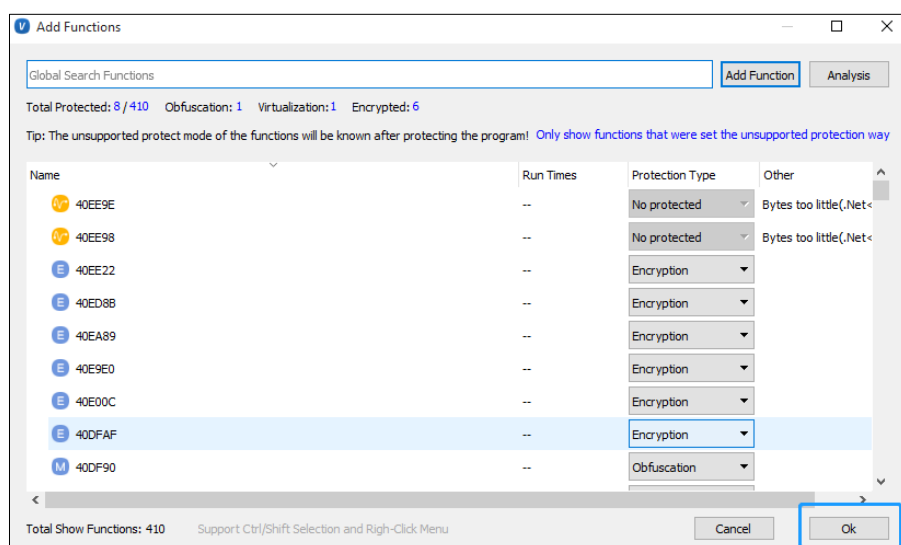 V Add Functions
Global Search Functions Add Function Analysis
Total Protected: 8 / 410 Obfuscation: 1 Virtualization: 1 Encrypted: 6
Tip: The unsupported protect mode of the functions will be known after protecting the program! Only show functions that were set the unsupported protection way
Name Run Times Protection Type Other
40EE9E -- No protected Bytes too little(.Net<
40EE98 -- No protected Bytes too little(.Net<
E 40EE22 -- Encryption
E 40ED8B -- Encryption
E 40EA89 -- Encryption
E 40E9E0 -- Encryption
E 40E00C -- Encryption
E 40DFAF -- Encryption
M 40DF90 -- Obfuscation
Total Show Functions: 410 Support Ctrl/Shift Selection and Righ-Click Menu Cancel Ok